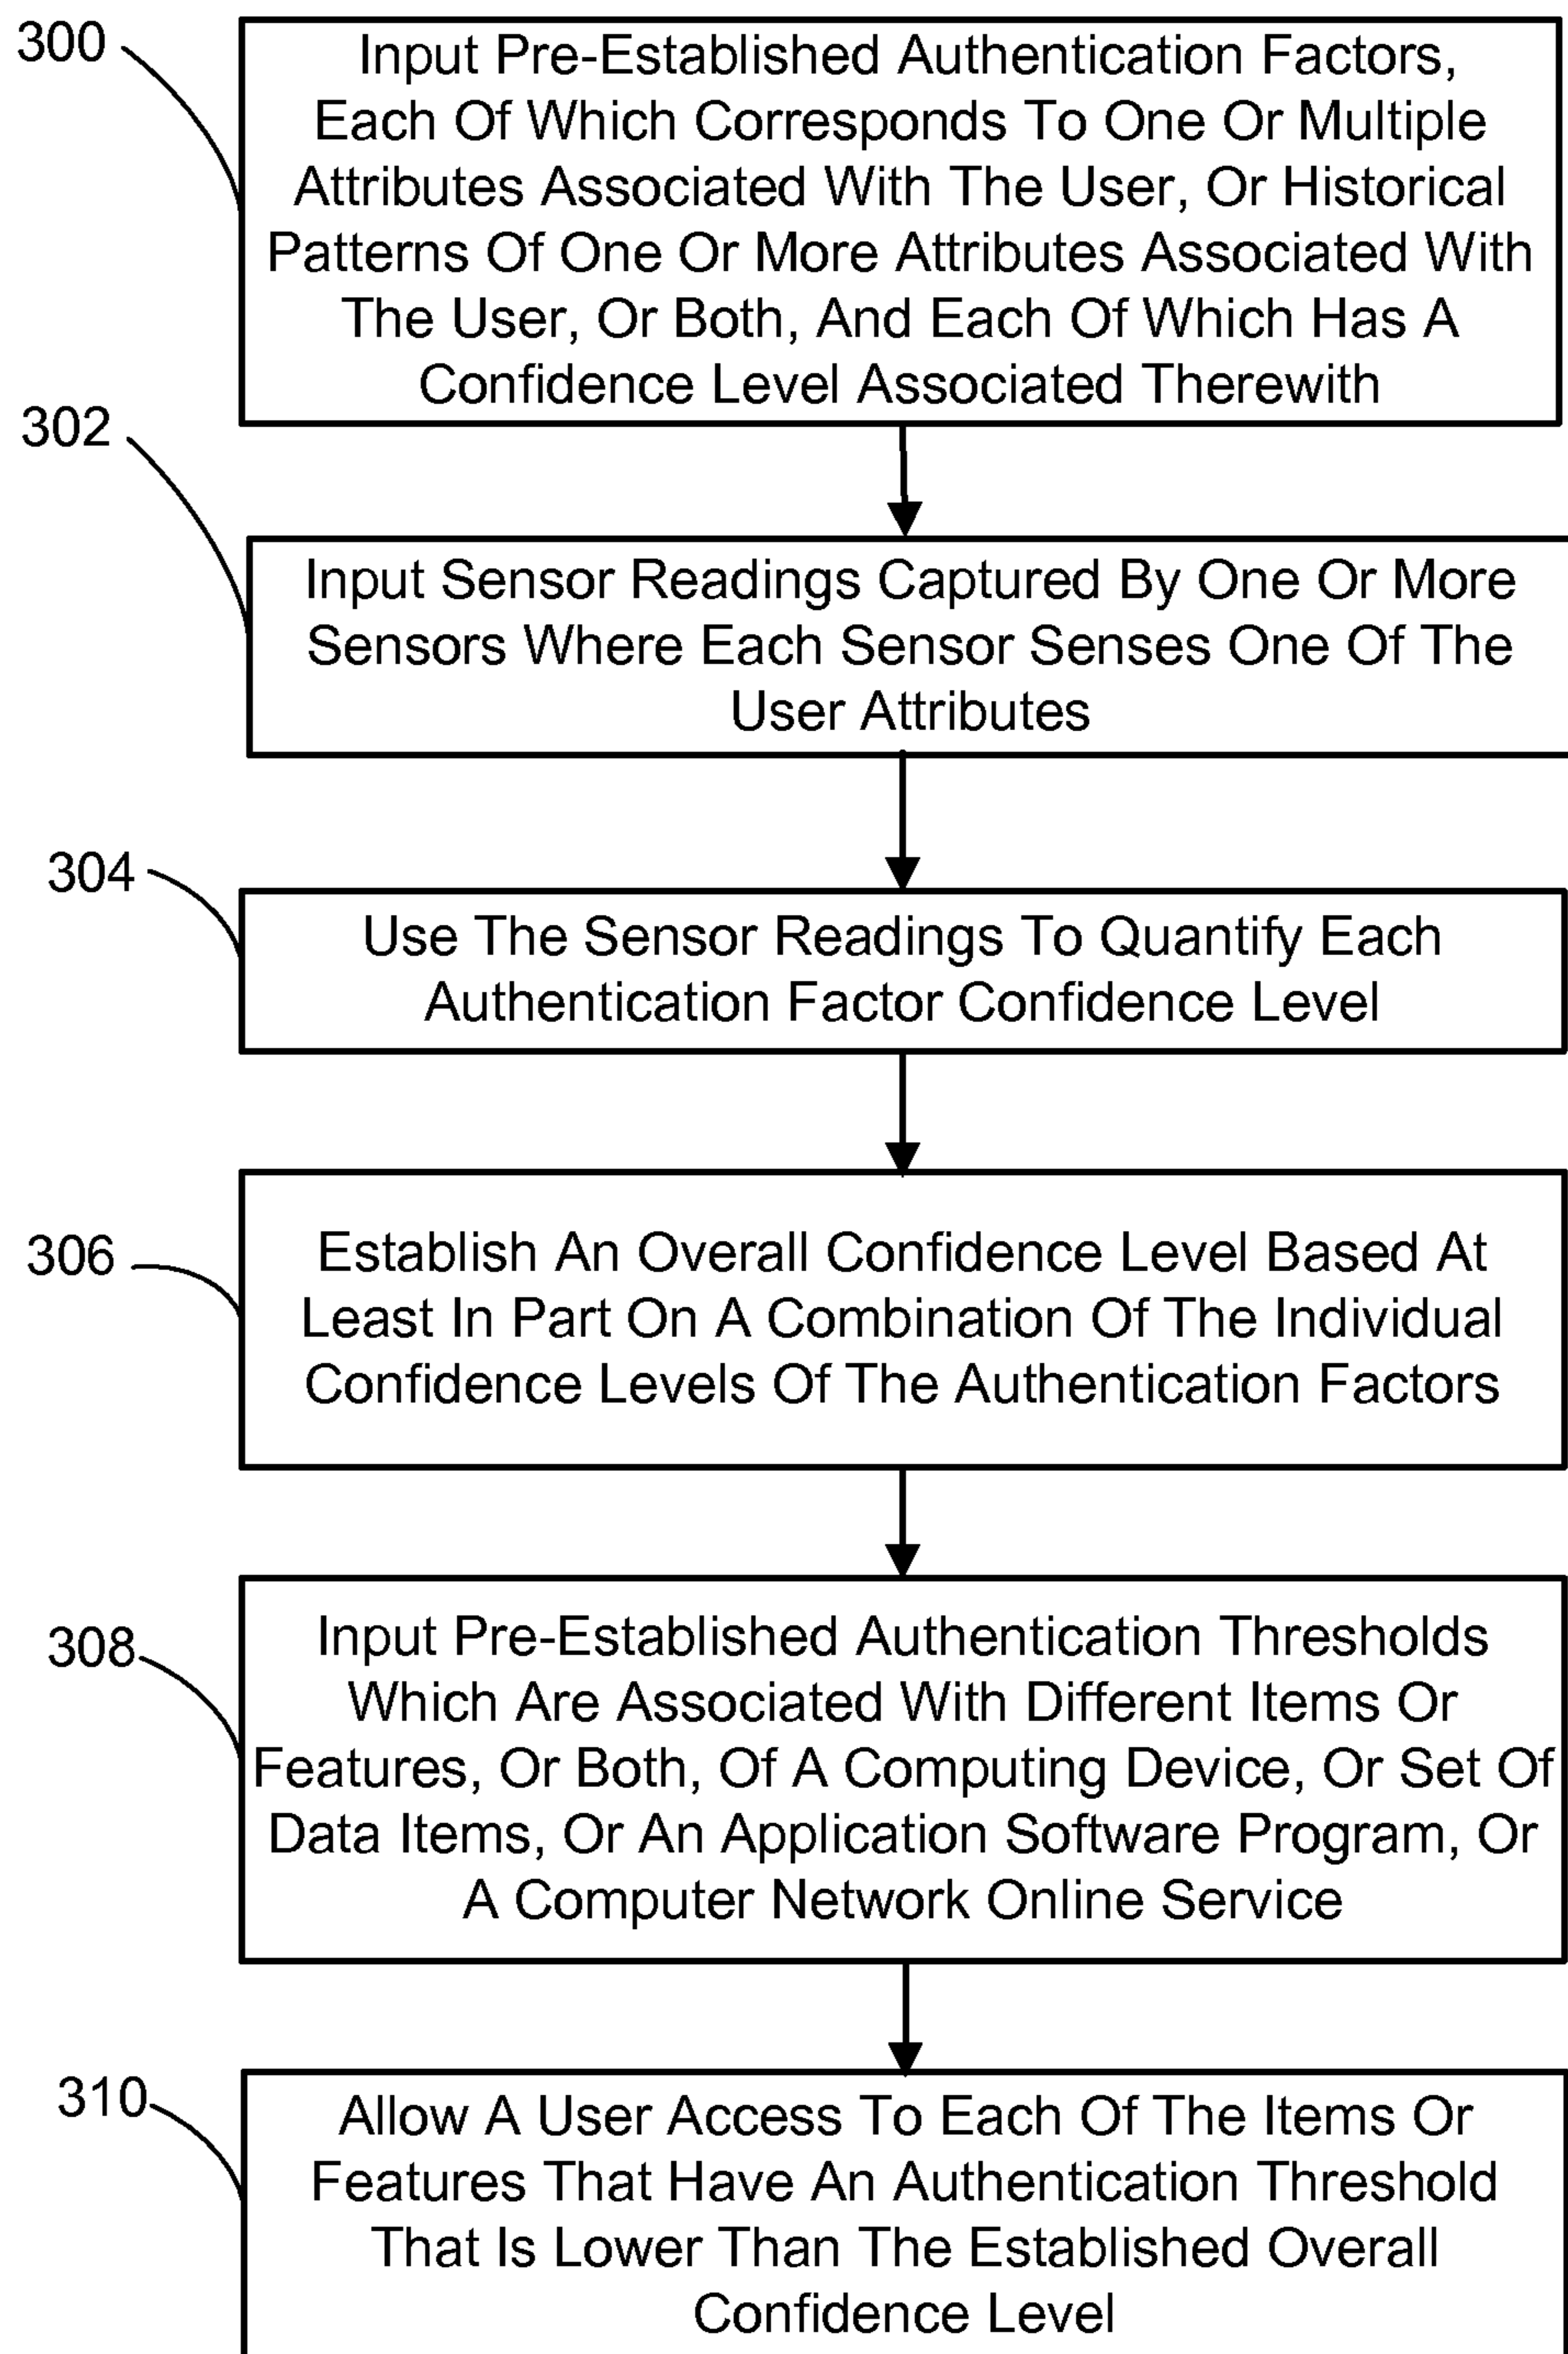 300
Input Pre-Established Authentication Factors,
Each Of Which Corresponds To One Or Multiple
Attributes Associated With The User, Or Historical
Patterns Of One Or More Attributes Associated With
The User, Or Both, And Each Of Which Has A
Confidence Level Associated Therewith
302
Input Sensor Readings Captured By One Or More
Sensors Where Each Sensor Senses One Of The
User Attributes
304
Use The Sensor Readings To Quantify Each
Authentication Factor Confidence Level
306
Establish An Overall Confidence Level Based At
Least In Part On A Combination Of The Individual
Confidence Levels Of The Authentication Factors
308
Input Pre-Established Authentication Thresholds
Which Are Associated With Different Items Or
Features, Or Both, Of A Computing Device, Or Set Of
Data Items, Or An Application Software Program, Or
A Computer Network Online Service
310
Allow A User Access To Each Of The Items Or
Features That Have An Authentication Threshold
That Is Lower Than The Established Overall
Confidence Level